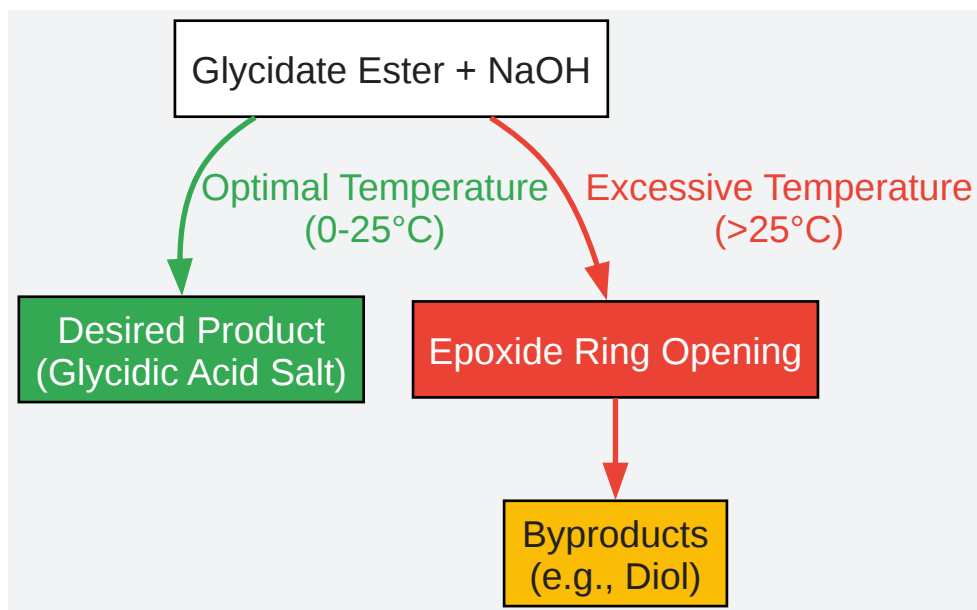 Glycidate Ester + NaOH
Optimal Temperature
(0-25°C)
Excessive Temperature
(>25°C)
Desired Product
(Glycidic Acid Salt)
Epoxide Ring Opening
Byproducts
(e.g., Diol)